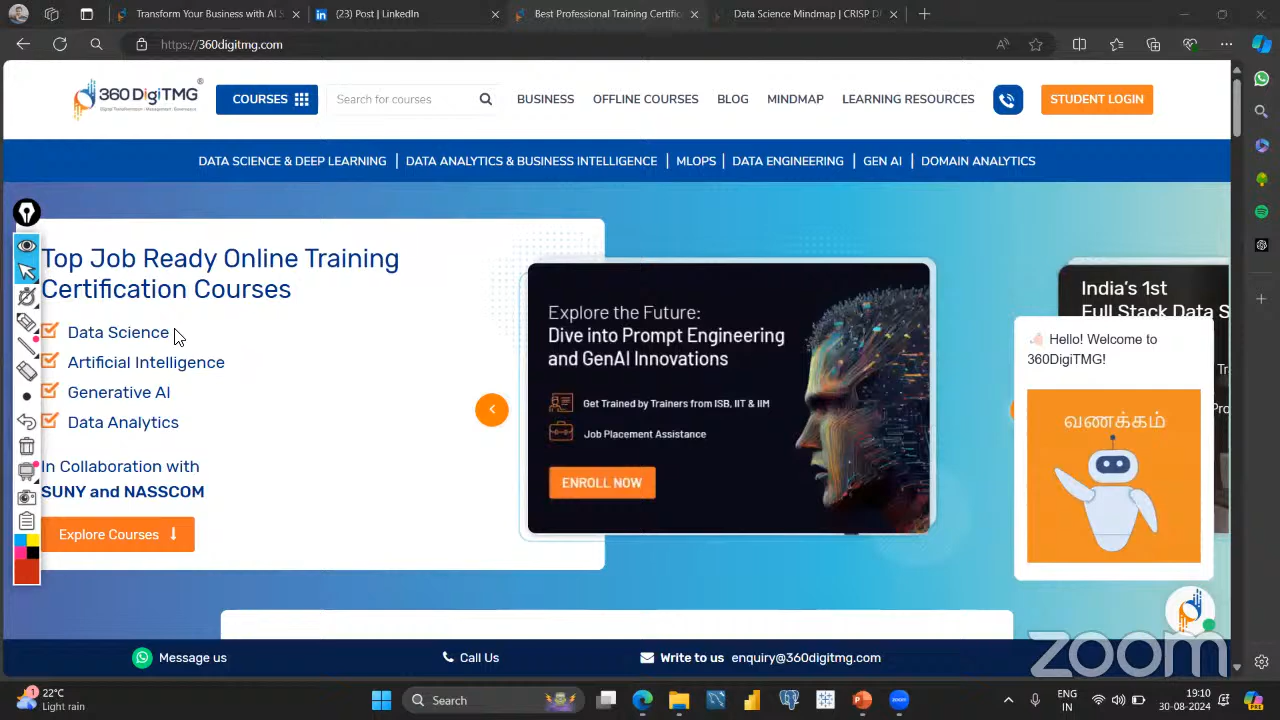 Transform Your Business with AI S
(23) Post | LinkedIn
Best Professional Training Certific
Data Science Mindmap | CRISP D
https://360digitmg.com
360 DigiTMG®
COURSES
Search for courses
BUSINESS
OFFLINE COURSES
BLOG
MINDMAP
LEARNING RESOURCES
STUDENT LOGIN
DATA SCIENCE & DEEP LEARNING | DATA ANALYTICS & BUSINESS INTELLIGENCE | MLOPS | DATA ENGINEERING | GEN AI | DOMAIN ANALYTICS
Top Job Ready Online Training
Certification Courses
Data Science
Artificial Intelligence
Generative AI
Data Analytics
In Collaboration with
SUNY and NASSCOM
Explore Courses
Explore the Future:
Dive into Prompt Engineering
and GenAI Innovations
Get Trained by Trainers from ISB, IIT & IIM
Job Placement Assistance
ENROLL NOW
India's 1st
Full Stack Data S
Tr
Pro
Hello! Welcome to
360DigiTMG!
வணக்கம்
Message us
Call Us
Write to us enquiry@360digitmg.com
zoom
1
22°C
Light rain
Search
ENG
IN
19:10
30-08-2024